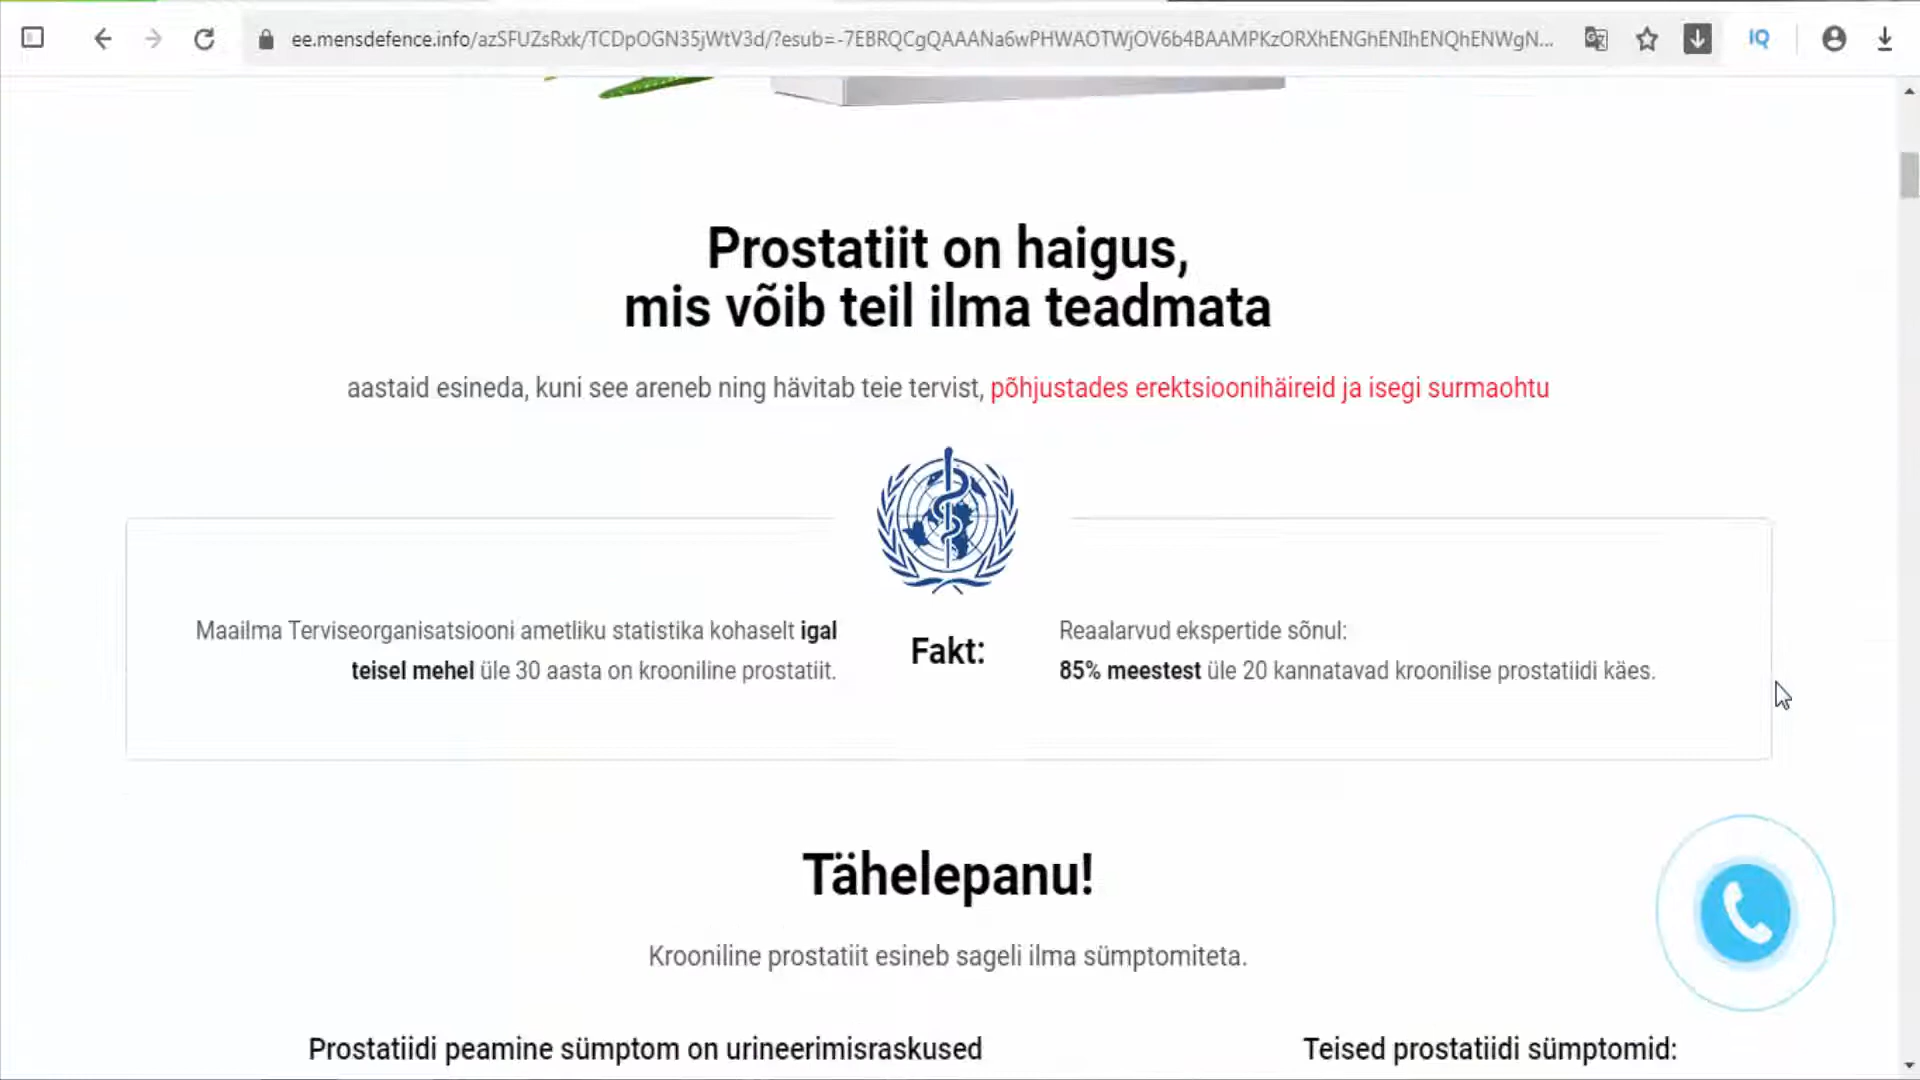 ee.mensdefence.info/azSFUZsRxk/TCDpOGN35jWtV3d/?esub=-7EBRQCgQAAANa6wPHWAOTWjOV6b4BAAMPKzORXhENGhENIhENQhENWgN...
IQ
Prostatiit on haigus,
mis võib teil ilma teadmata
aastaid esineda, kuni see areneb ning hävitab teie tervist, põhjustades erektsioonihäireid ja isegi surmaohtu
Maailma Terviseorganisatsiooni ametliku statistika kohaselt igal
teisel mehel üle 30 aasta on krooniline prostatiit.
Fakt:
Reaalarvud ekspertide sõnul:
85% meestest üle 20 kannatavad kroonilise prostatiidi käes.
Tähelepanu!
Krooniline prostatiit esineb sageli ilma sümptomiteta.
Prostatiidi peamine sümptom on urineerimisraskused
Teised prostatiidi sümptomid: